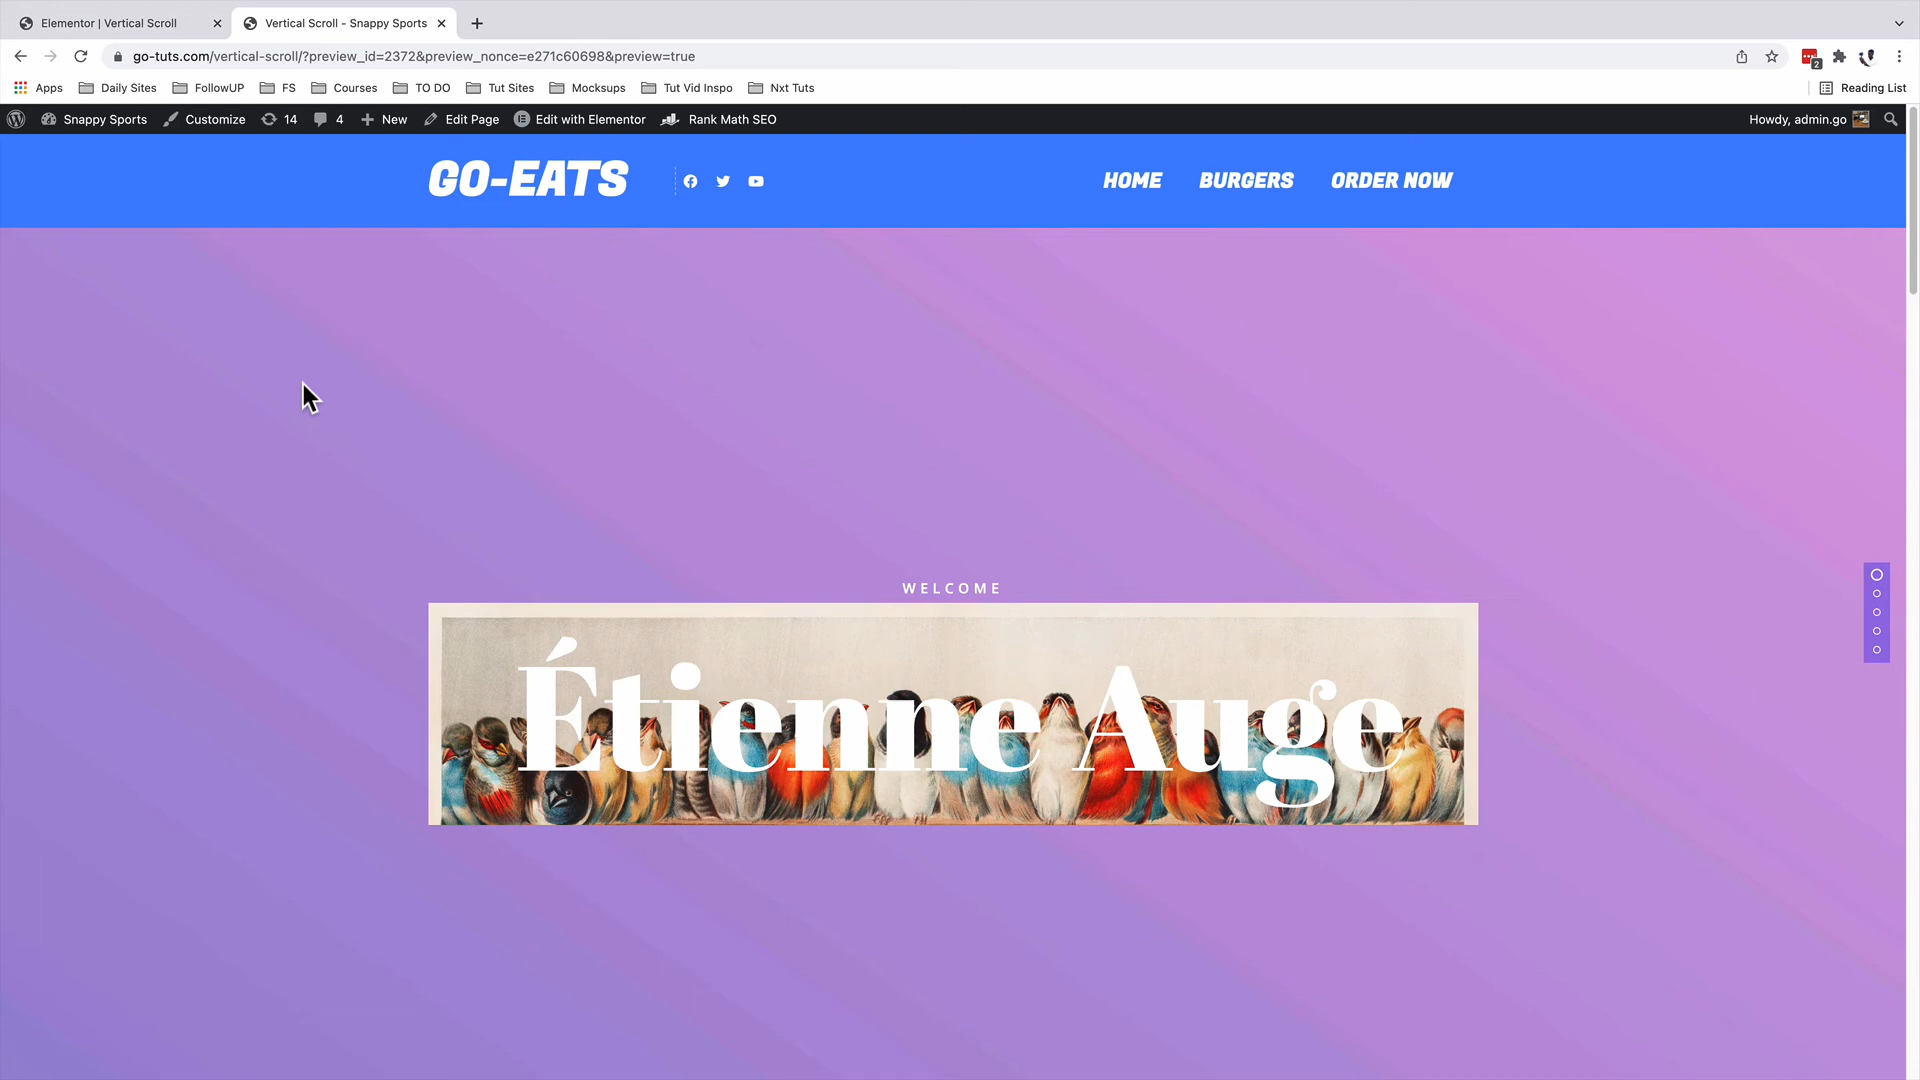 Elementor | Vertical Scroll
Vertical Scroll - Snappy Sports
go-tuts.com/vertical-scroll/?preview_id=2372&preview_nonce=e271c60698&preview=true
2
Apps Daily Sites FollowUP FS Courses TO DO Tut Sites Mocksups Tut Vid Inspo Nxt Tuts Reading List
Snappy Sports Customize 14 4 New Edit Page Edit with Elementor Rank Math SEO Howdy, admin.go
GO-EATS HOME BURGERS ORDER NOW
WELCOME
Étienne Auge